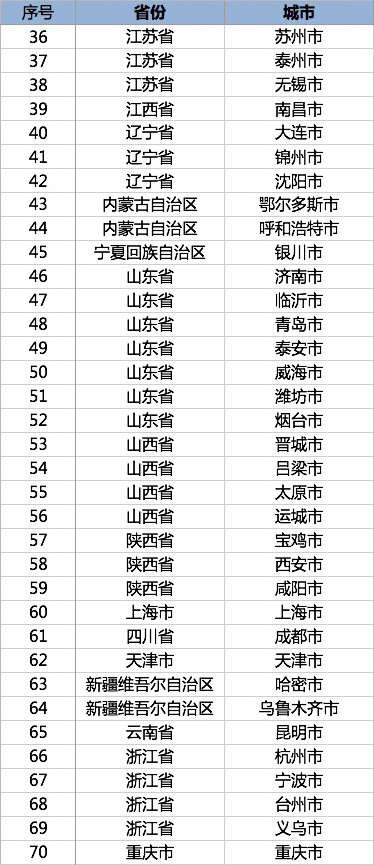 序号 省份 城市
36 江苏省 苏州市
37 江苏省 泰州市
38 江苏省 无锡市
39 江西省 南昌市
40 辽宁省 大连市
41 辽宁省 锦州市
42 辽宁省 沈阳市
43 内蒙古自治区 鄂尔多斯市
44 内蒙古自治区 呼和浩特市
45 宁夏回族自治区 银川市
46 山东省 济南市
47 山东省 临沂市
48 山东省 青岛市
49 山东省 泰安市
50 山东省 威海市
51 山东省 潍坊市
52 山东省 烟台市
53 山西省 晋城市
54 山西省 吕梁市
55 山西省 太原市
56 山西省 运城市
57 陕西省 宝鸡市
58 陕西省 西安市
59 陕西省 咸阳市
60 上海市 上海市
61 四川省 成都市
62 天津市 天津市
63 新疆维吾尔自治区 哈密市
64 新疆维吾尔自治区 乌鲁木齐市
65 云南省 昆明市
66 浙江省 杭州市
67 浙江省 宁波市
68 浙江省 台州市
69 浙江省 义乌市
70 重庆市 重庆市